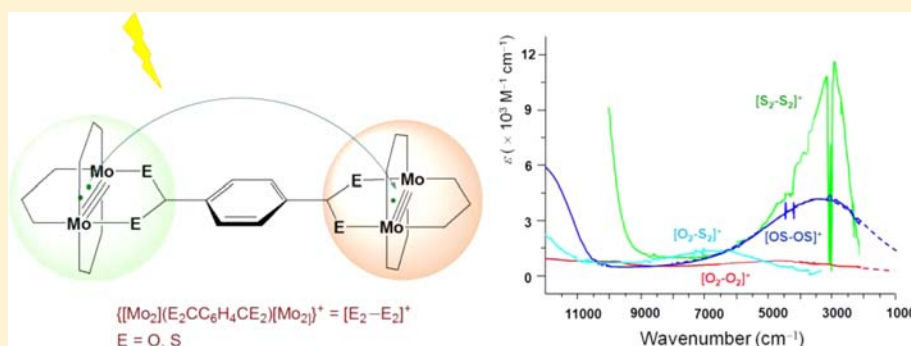 Mo E E Mo
Mo E E Mo
{[Mo₂](E₂CC₆H₄CE₂)[Mo₂]}⁺ = [E₂−E₂]⁺
E = O, S
ε ( × 10³ M⁻¹ cm⁻¹)
12
9
6
3
0
[S₂-S₂]⁺
[O₂-S₂]⁺
[OS-OS]⁺
[O₂-O₂]⁺
11000 9000 7000 5000 3000 1000
Wavenumber (cm⁻¹)